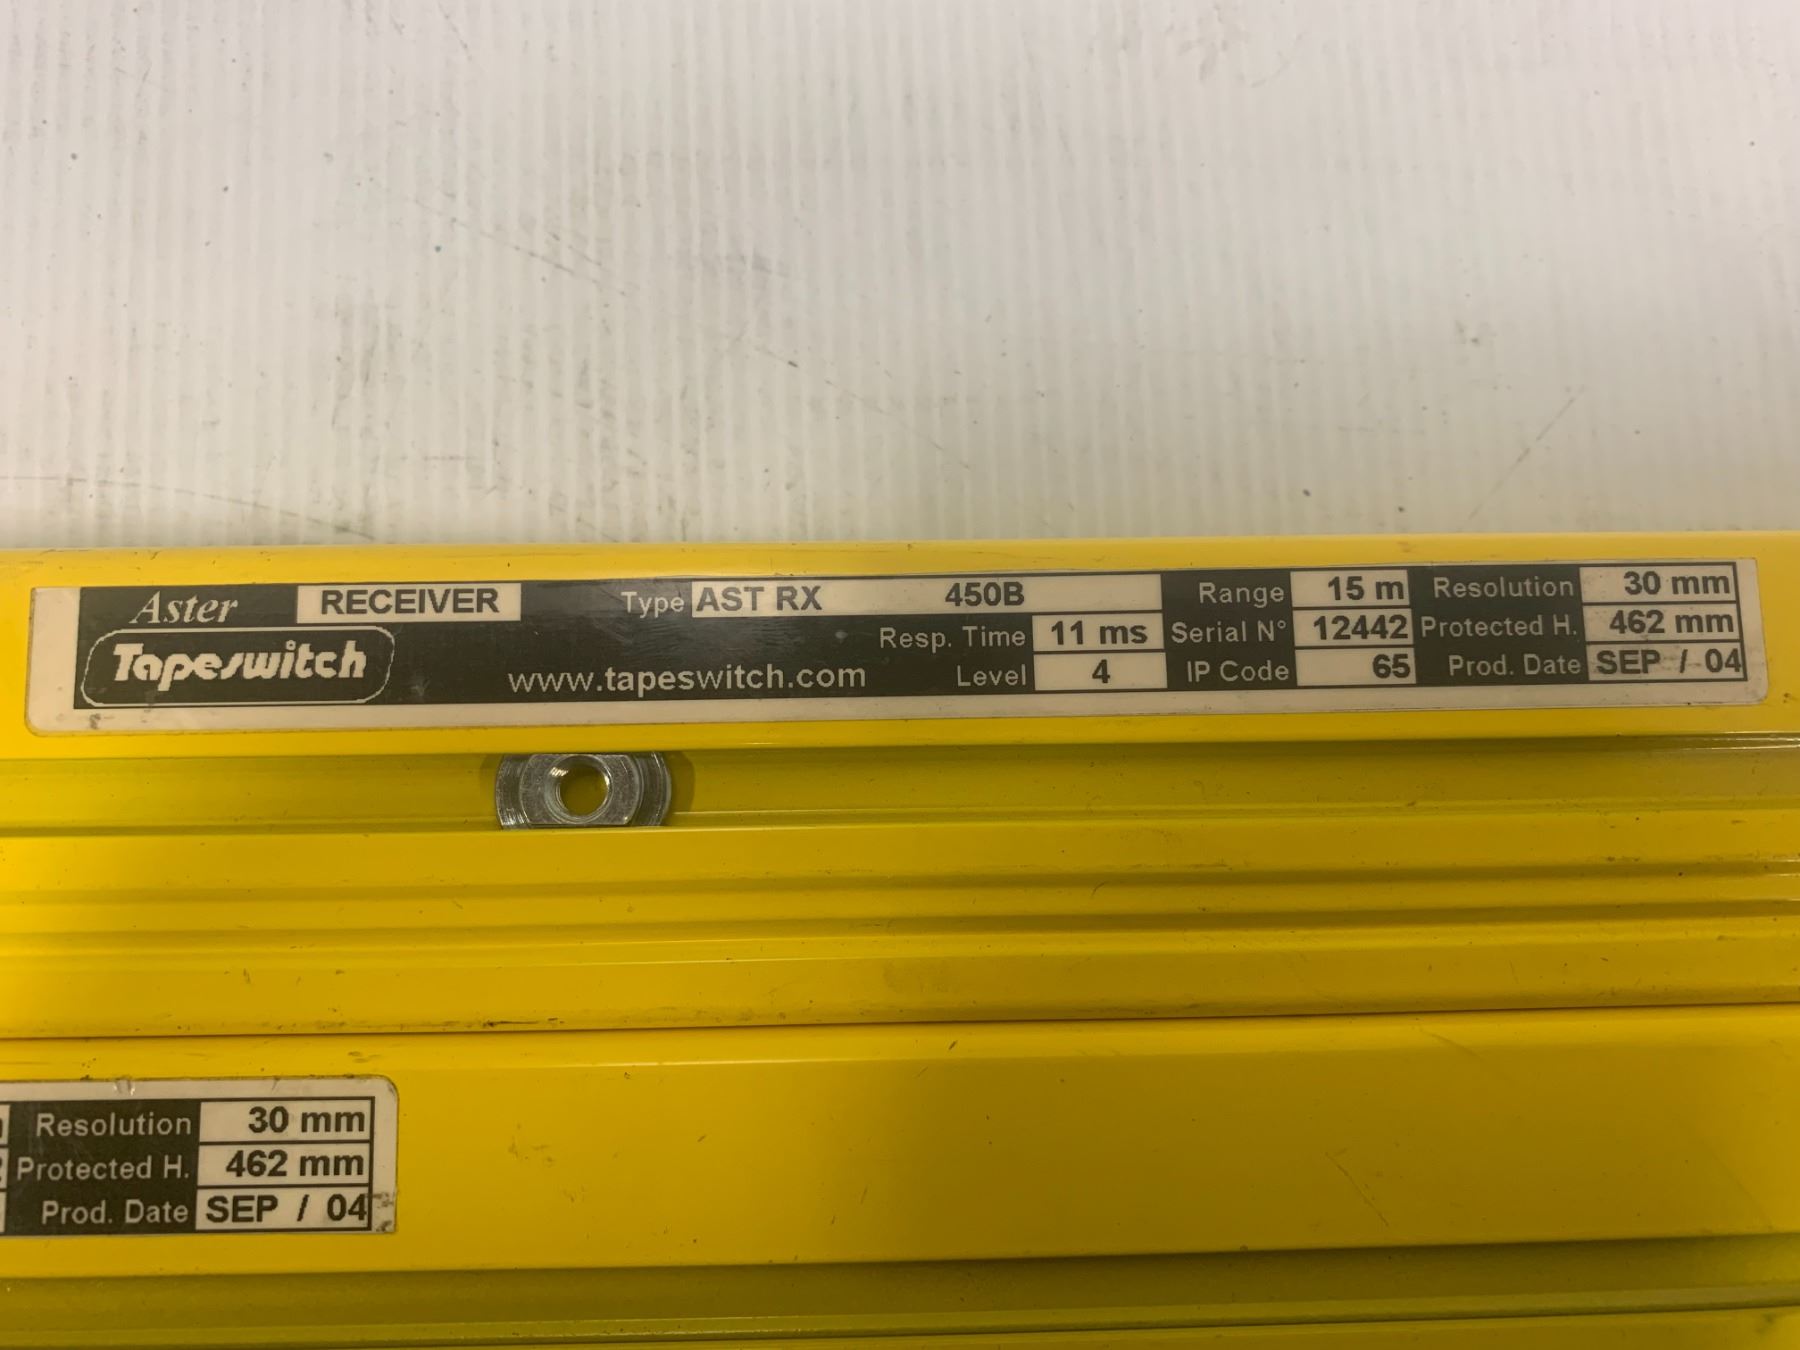 Aster RECEIVER Type AST RX 450B Range 15 m Resolution 30 mm
Tapeswitch www.tapeswitch.com Resp. Time 11 ms Serial N° 12442 Protected H. 462 mm
Level 4 IP Code 65 Prod. Date SEP / 04
Resolution 30 mm
Protected H. 462 mm
Prod. Date SEP / 04